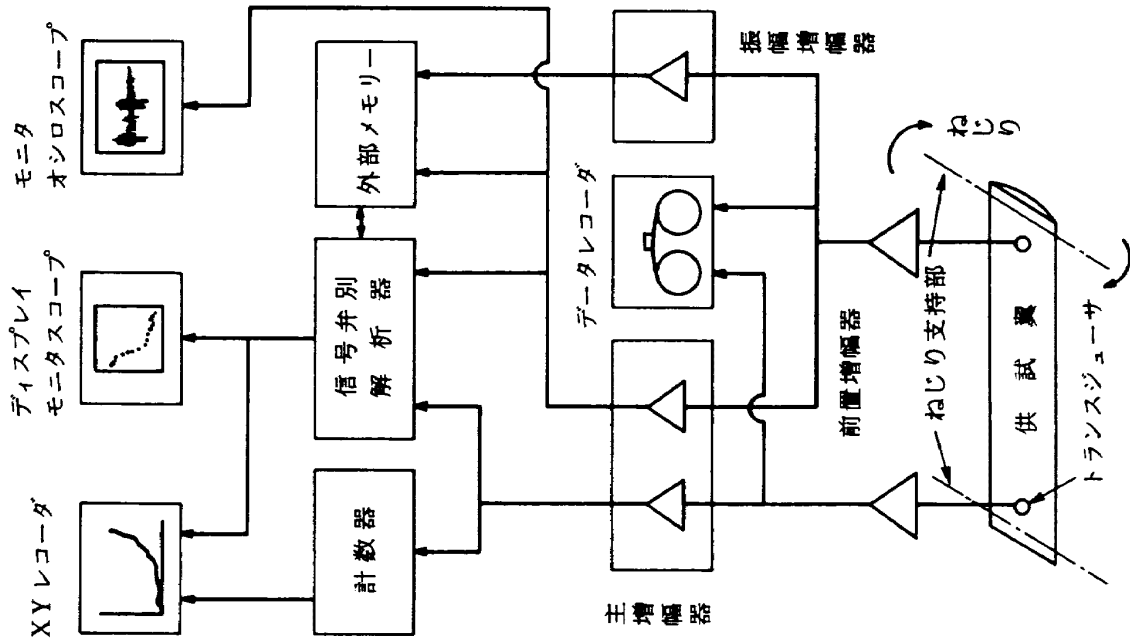 XYレコーダ
ディスプレイ
モニタスコープ
モニタ
オシロスコープ
計数器
信号弁別
解析器
外部メモリー
主増幅器
データレコーダ
振幅増幅器
前置増幅器
ねじり支持部
ねじり
供試翼
トランスジューサ